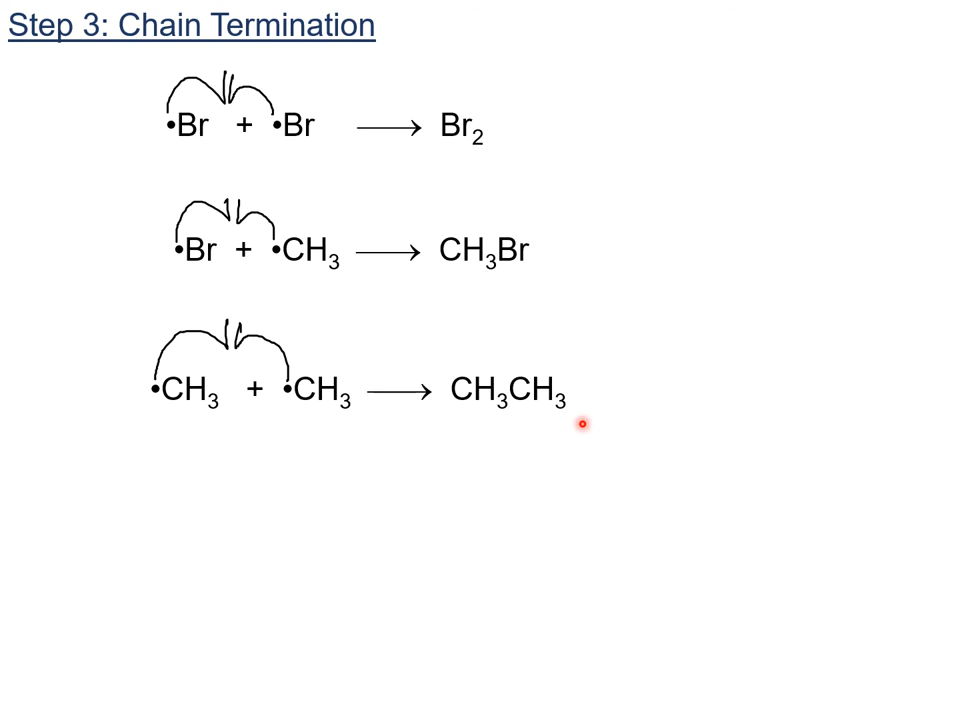 Step 3: Chain Termination
•Br + •Br ⟶ Br₂
•Br + •CH₃ ⟶ CH₃Br
•CH₃ + •CH₃ ⟶ CH₃CH₃